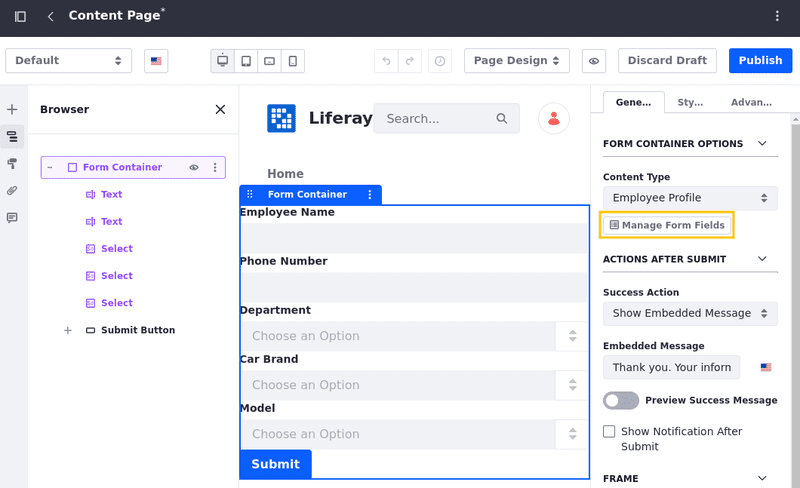 Content Page*
Default
Page Design
Discard Draft
Publish
Browser
Form Container
Text
Text
Select
Select
Select
Submit Button
Liferay
Search...
Home
Form Container
Employee Name
Phone Number
Department
Choose an Option
Car Brand
Choose an Option
Model
Choose an Option
Submit
Gene...
Sty...
Advan...
FORM CONTAINER OPTIONS
Content Type
Employee Profile
Manage Form Fields
ACTIONS AFTER SUBMIT
Success Action
Show Embedded Message
Embedded Message
Thank you. Your inforn
Preview Success Message
Show Notification After
Submit
FRAME